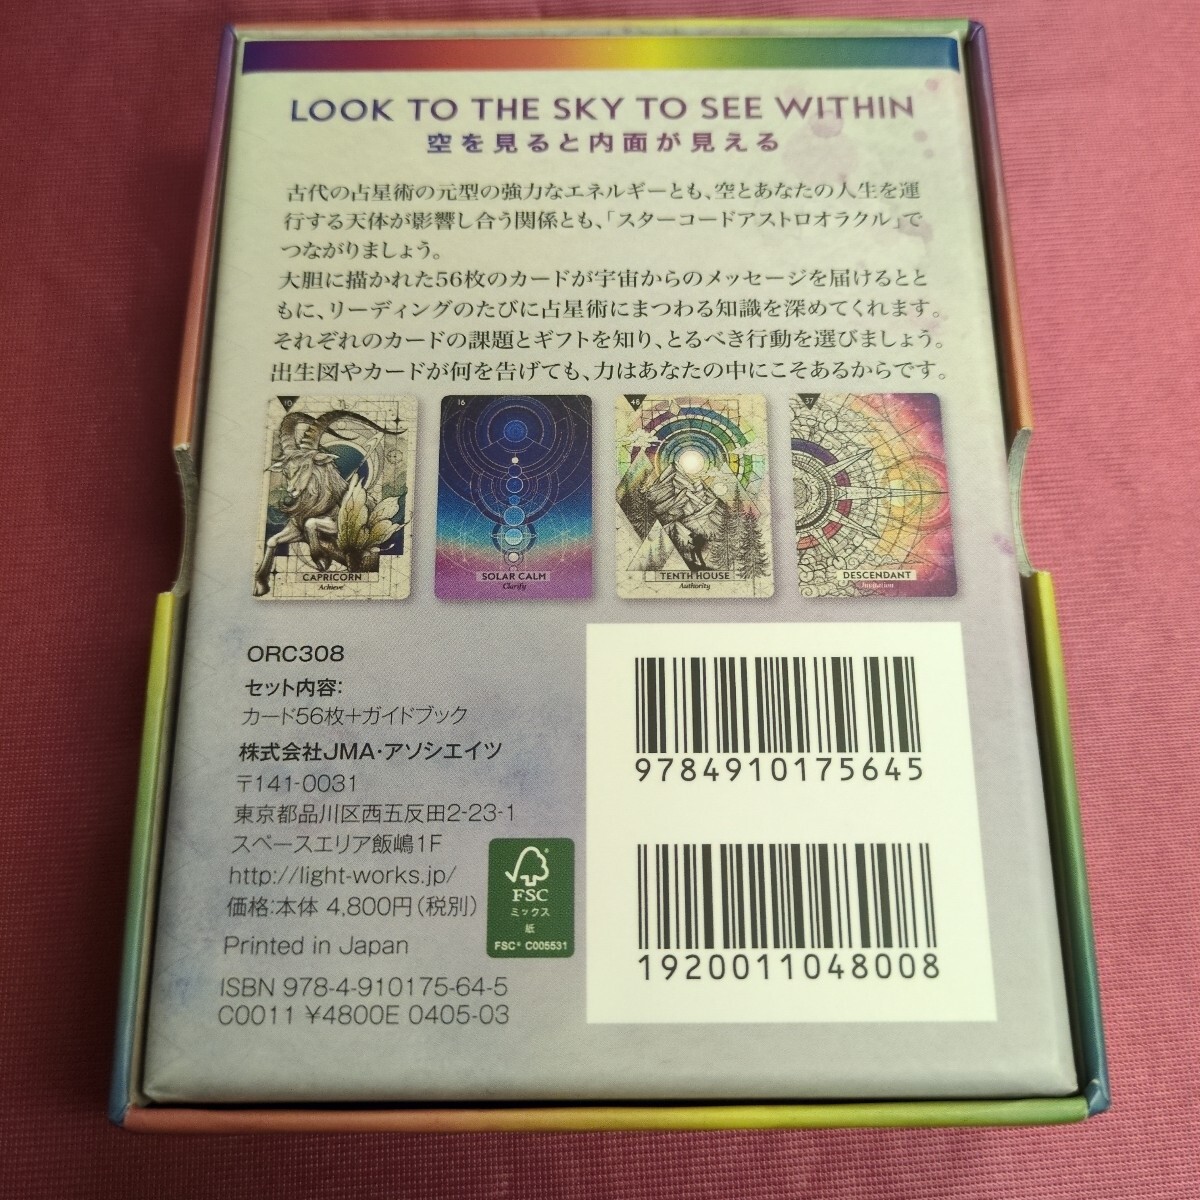 LOOK TO THE SKY TO SEE WITHIN
空を見ると内面が見える
古代の占星術の元型の強力なエネルギーとも、空とあなたの人生を運
行する天体が影響し合う関係とも、「スターコードアストロオラクル」で
つながりましょう。
大胆に描かれた56枚のカードが宇宙からのメッセージを届けるとと
もに、リーディングのたびに占星術にまつわる知識を深めてくれます。
それぞれのカードの課題とギフトを知り、とるべき行動を選びましょう。
出生図やカードが何を告げても、力はあなたの中にこそあるからです。
10
CAPRICORN
Achieve
16
SOLAR CALM
Clarify
48
TENTH HOUSE
Authority
37
DESCENDANT
Invitation
ORC308
セット内容:
カード56枚+ガイドブック
株式会社JMA・アソシエイツ
〒141-0031
東京都品川区西五反田2-23-1
スペースエリア飯嶋1F
http://light-works.jp/
価格:本体 4,800円(税別)
Printed in Japan
ISBN 978-4-910175-64-5
C0011 ¥4800E 0405-03
FSC
ミックス
紙
FSC® C005531
9784910175645
1920011048008